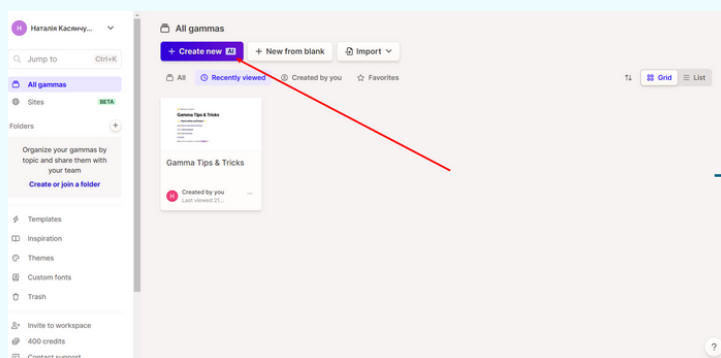 Н
Наталія Касянчу...
Jump to
Ctrl+K
All gammas
Sites
BETA
Folders
+
Organize your gammas by
topic and share them with
your team
Create or join a folder
Templates
Inspiration
Themes
Custom fonts
Trash
Invite to workspace
400 credits
Contact support
All gammas
+ Create new AI
+ New from blank
Import
All
Recently viewed
Created by you
Favorites
Grid
List
Gamma Tips & Tricks
Gamma Tips & Tricks
Н
Created by you
...
Last viewed 21...
?